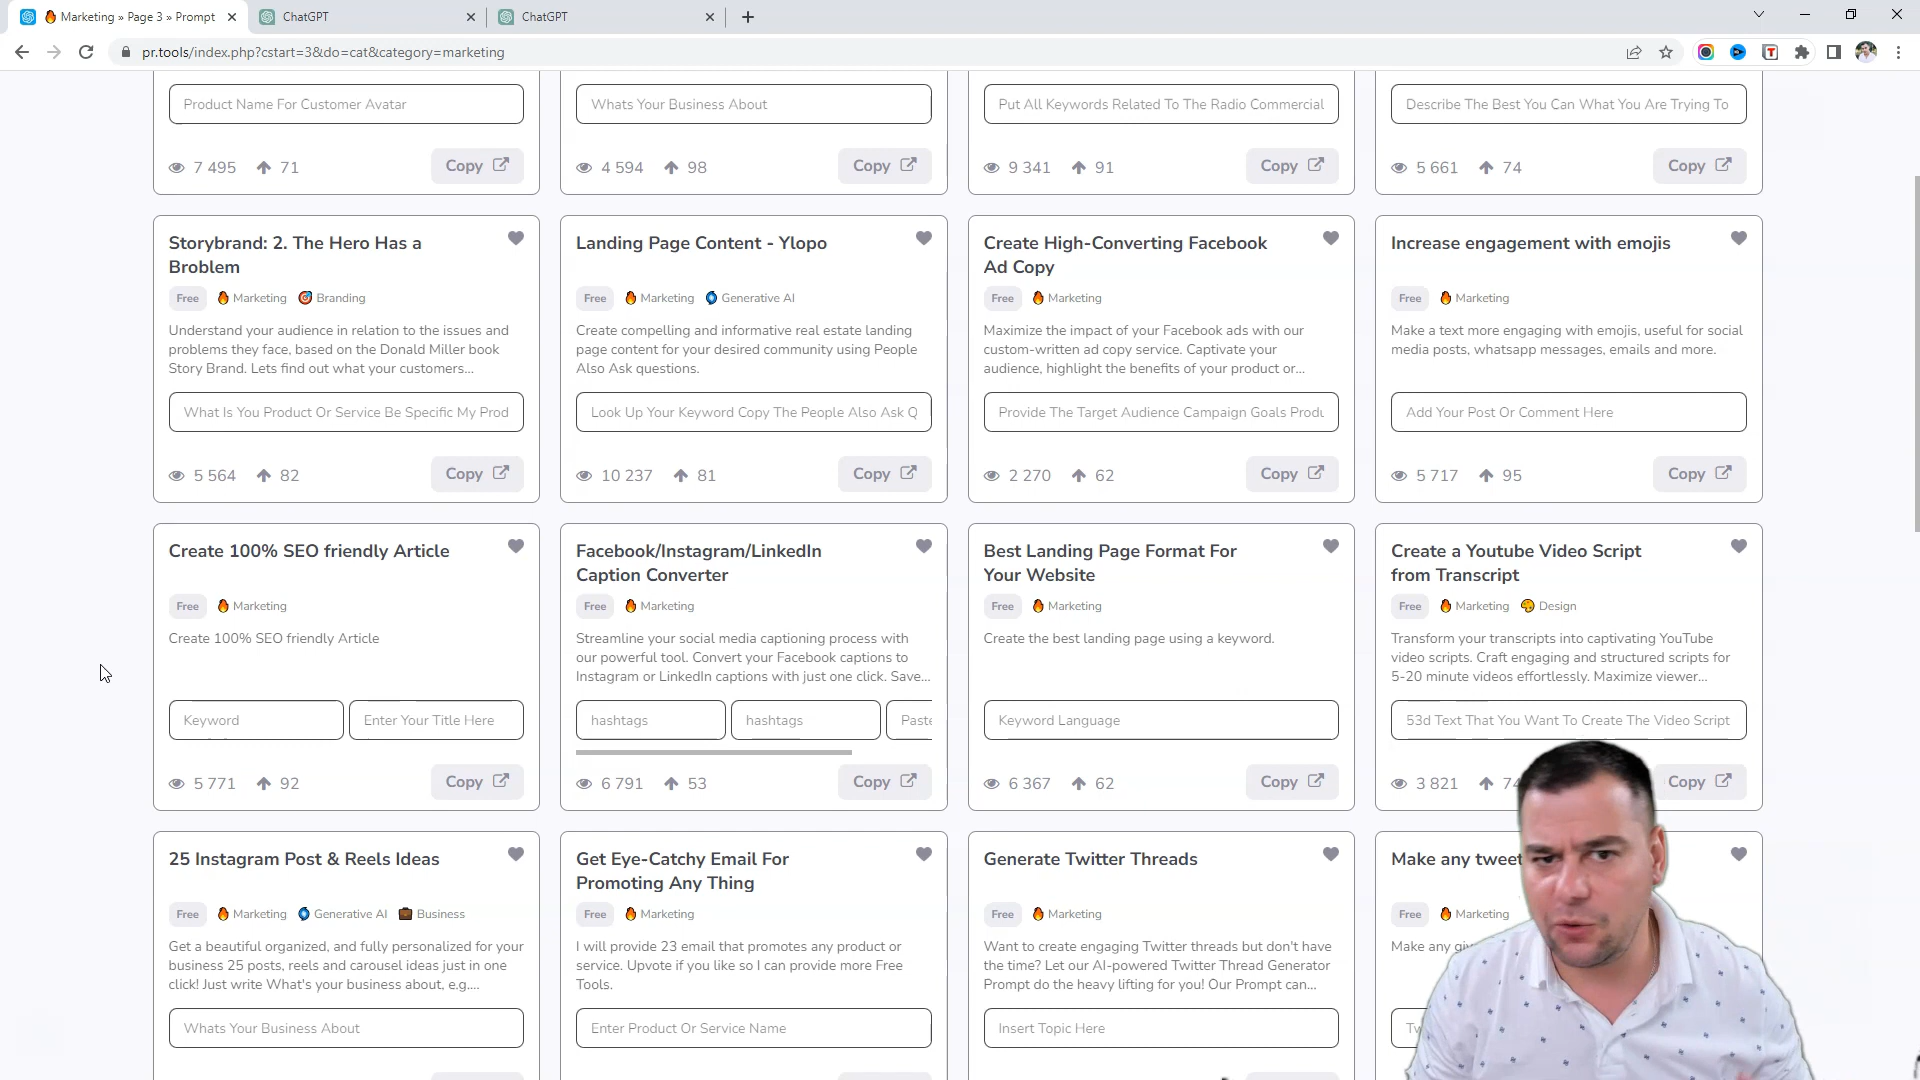 Marketing » Page 3 » Prompt
ChatGPT
ChatGPT
pr.tools/index.php?cstart=3&do=cat&category=marketing
Product Name For Customer Avatar
7 495 71 Copy
Whats Your Business About
4 594 98 Copy
Put All Keywords Related To The Radio Commercial
9 341 91 Copy
Describe The Best You Can What You Are Trying To
5 661 74 Copy
Storybrand: 2. The Hero Has a
Broblem
Free Marketing Branding
Understand your audience in relation to the issues and
problems they face, based on the Donald Miller book
Story Brand. Lets find out what your customers...
What Is You Product Or Service Be Specific My Prod
5 564 82 Copy
Landing Page Content - Ylopo
Free Marketing Generative AI
Create compelling and informative real estate landing
page content for your desired community using People
Also Ask questions.
Look Up Your Keyword Copy The People Also Ask Q
10 237 81 Copy
Create High-Converting Facebook
Ad Copy
Free Marketing
Maximize the impact of your Facebook ads with our
custom-written ad copy service. Captivate your
audience, highlight the benefits of your product or...
Provide The Target Audience Campaign Goals Produ
2 270 62 Copy
Increase engagement with emojis
Free Marketing
Make a text more engaging with emojis, useful for social
media posts, whatsapp messages, emails and more.
Add Your Post Or Comment Here
5 717 95 Copy
Create 100% SEO friendly Article
Free Marketing
Create 100% SEO friendly Article
Keyword Enter Your Title Here
5 771 92 Copy
Facebook/Instagram/LinkedIn
Caption Converter
Free Marketing
Streamline your social media captioning process with
our powerful tool. Convert your Facebook captions to
Instagram or LinkedIn captions with just one click. Save...
hashtags hashtags Paste
6 791 53 Copy
Best Landing Page Format For
Your Website
Free Marketing
Create the best landing page using a keyword.
Keyword Language
6 367 62 Copy
Create a Youtube Video Script
from Transcript
Free Marketing Design
Transform your transcripts into captivating YouTube
video scripts. Craft engaging and structured scripts for
5-20 minute videos effortlessly. Maximize viewer...
53d Text That You Want To Create The Video Script
3 821 74 Copy
25 Instagram Post & Reels Ideas
Free Marketing Generative AI Business
Get a beautiful organized, and fully personalized for your
business 25 posts, reels and carousel ideas just in one
click! Just write What's your business about, e.g....
Whats Your Business About
Get Eye-Catchy Email For
Promoting Any Thing
Free Marketing
I will provide 23 email that promotes any product or
service. Upvote if you like so I can provide more Free
Tools.
Enter Product Or Service Name
Generate Twitter Threads
Free Marketing
Want to create engaging Twitter threads but don't have
the time? Let our AI-powered Twitter Thread Generator
Prompt do the heavy lifting for you! Our Prompt can...
Insert Topic Here
Make any tweet
Free Marketing
Make any